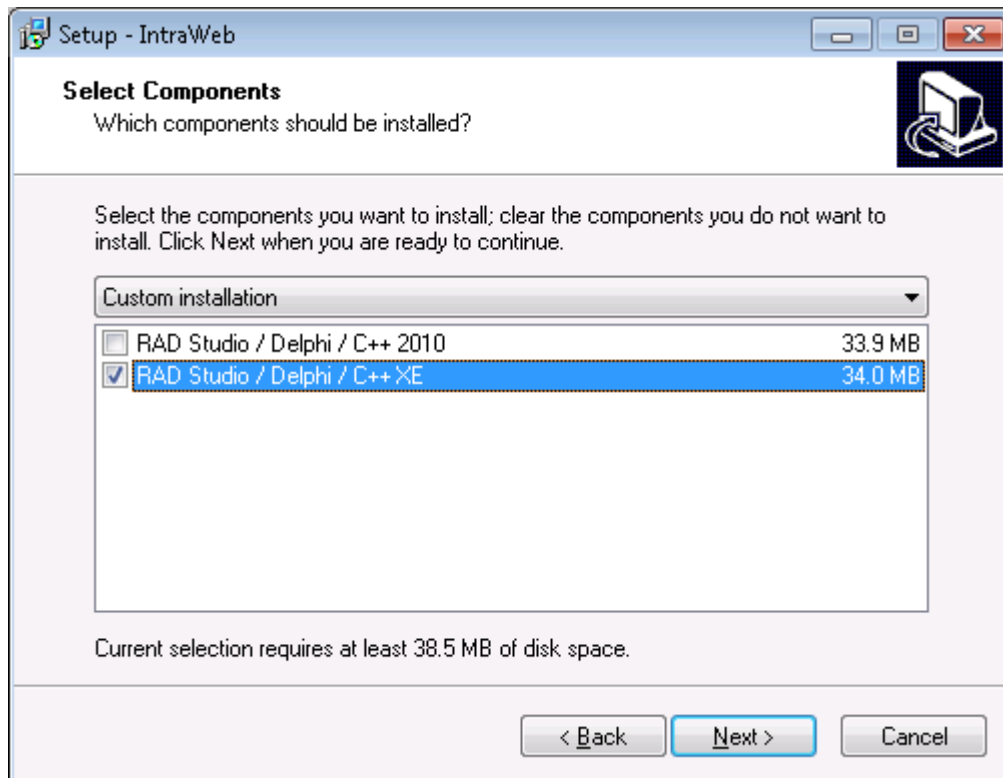 Setup - IntraWeb
Select Components
Which components should be installed?
Select the components you want to install; clear the components you do not want to
install. Click Next when you are ready to continue.
Custom installation
RAD Studio / Delphi / C++ 2010 33.9 MB
RAD Studio / Delphi / C++ XE 34.0 MB
Current selection requires at least 38.5 MB of disk space.
< Back Next > Cancel